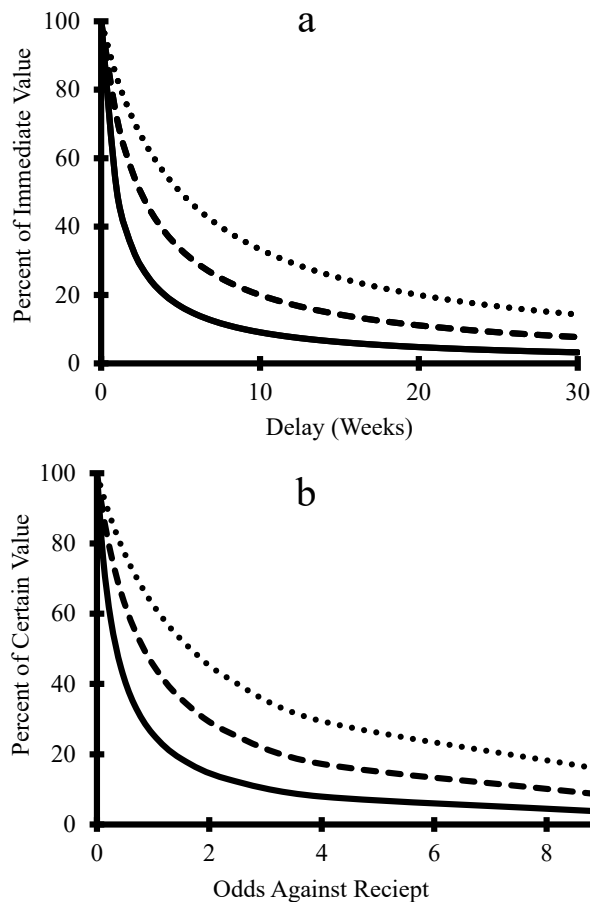 a
100
80
60
40
20
0
Percent of Immediate Value
0 10 20 30
Delay (Weeks)
b
100
80
60
40
20
0
Percent of Certain Value
0 2 4 6 8
Odds Against Reciept